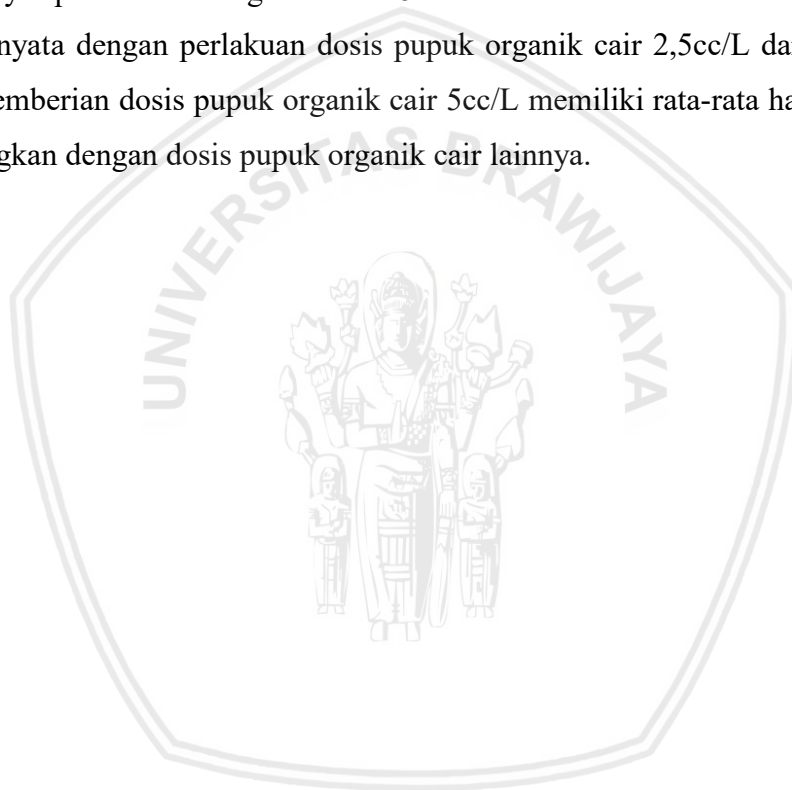 nyata dengan perlakuan dosis pupuk organik cair 2,5cc/L da
emberian dosis pupuk organik cair 5cc/L memiliki rata-rata ha
gkan dengan dosis pupuk organik cair lainnya.
UNIVERSITAS BRAWIJAYA